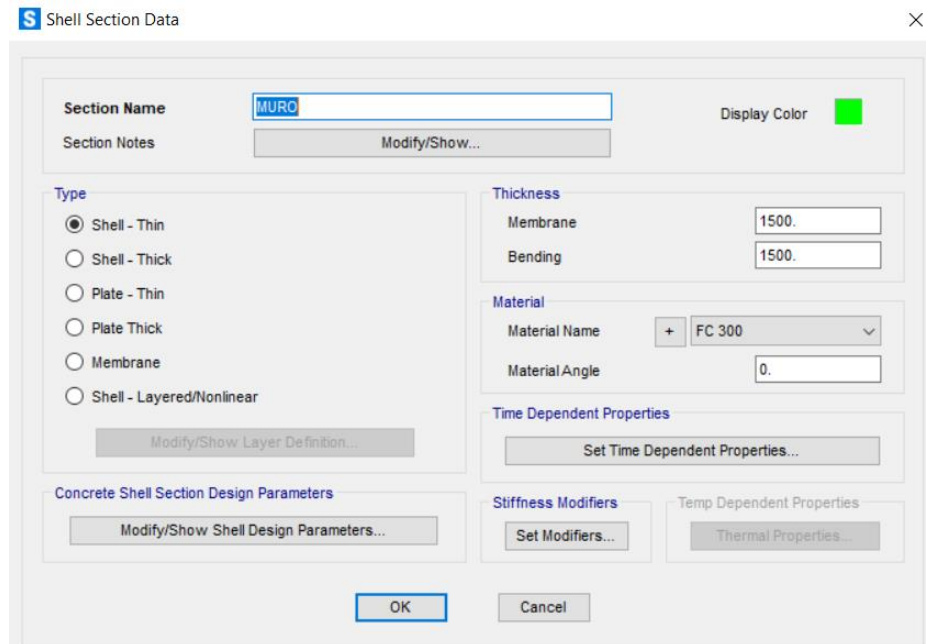 S Shell Section Data
Section Name MURO Display Color
Section Notes Modify/Show...
Type
Shell - Thin
Shell - Thick
Plate - Thin
Plate Thick
Membrane
Shell - Layered/Nonlinear
Modify/Show Layer Definition...
Concrete Shell Section Design Parameters
Modify/Show Shell Design Parameters...
Thickness
Membrane 1500.
Bending 1500.
Material
Material Name + FC 300
Material Angle 0.
Time Dependent Properties
Set Time Dependent Properties...
Stiffness Modifiers
Set Modifiers...
Temp Dependent Properties
Thermal Properties...
OK Cancel